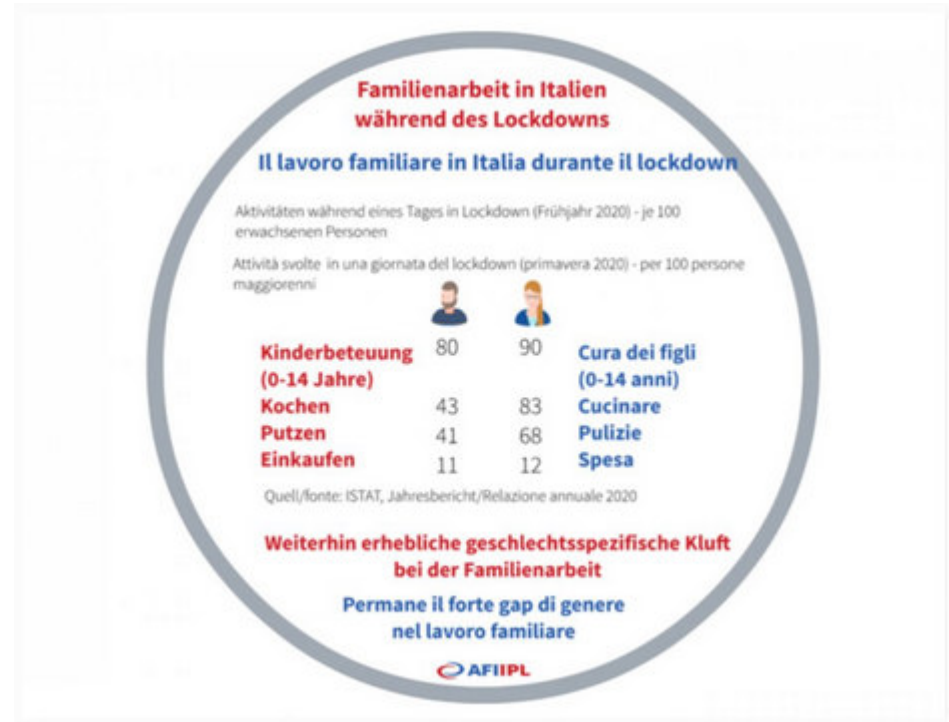 Familienarbeit in Italien
während des Lockdowns
Il lavoro familiare in Italia durante il lockdown
Aktivitäten während eines Tages in Lockdown (Frühjahr 2020) - je 100
erwachsenen Personen
Attività svolte in una giornata del lockdown (primavera 2020) - per 100 persone
maggiorenni
Kinderbeteuung 80 90 Cura dei figli
(0-14 Jahre) (0-14 anni)
Kochen 43 83 Cucinare
Putzen 41 68 Pulizie
Einkaufen 11 12 Spesa
Quell/fonte: ISTAT, Jahresbericht/Relazione annuale 2020
Weiterhin erhebliche geschlechtsspezifische Kluft
bei der Familienarbeit
Permane il forte gap di genere
nel lavoro familiare
AFIIPL